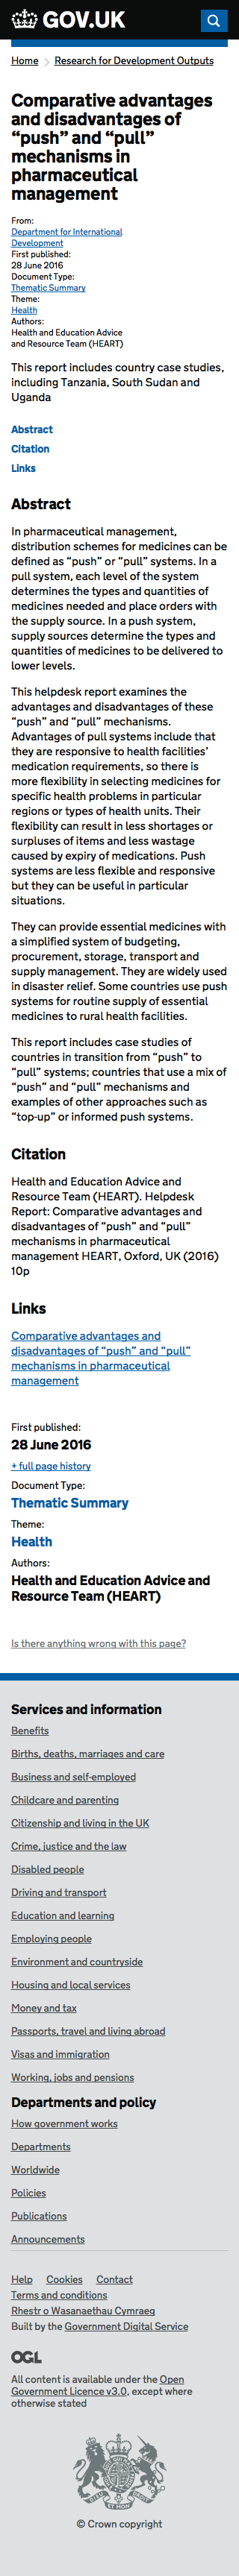 GOV.UK
Home Research for Development Outputs
Comparative advantages
and disadvantages of
“push” and “pull”
mechanisms in
pharmaceutical
management
From:
Department for International
Development
First published:
28 June 2016
Document Type:
Thematic Summary
Theme:
Health
Authors:
Health and Education Advice
and Resource Team (HEART)
This report includes country case studies,
including Tanzania, South Sudan and
Uganda
Abstract
Citation
Links
Abstract
In pharmaceutical management,
distribution schemes for medicines can be
defined as “push” or “pull” systems. In a
pull system, each level of the system
determines the types and quantities of
medicines needed and place orders with
the supply source. In a push system,
supply sources determine the types and
quantities of medicines to be delivered to
lower levels.
This helpdesk report examines the
advantages and disadvantages of these
“push” and “pull” mechanisms.
Advantages of pull systems include that
they are responsive to health facilities’
medication requirements, so there is
more flexibility in selecting medicines for
specific health problems in particular
regions or types of health units. Their
flexibility can result in less shortages or
surpluses of items and less wastage
caused by expiry of medications. Push
systems are less flexible and responsive
but they can be useful in particular
situations.
They can provide essential medicines with
a simplified system of budgeting,
procurement, storage, transport and
supply management. They are widely used
in disaster relief. Some countries use push
systems for routine supply of essential
medicines to rural health facilities.
This report includes case studies of
countries in transition from “push” to
“pull” systems; countries that use a mix of
“push” and “pull” mechanisms and
examples of other approaches such as
“top-up” or informed push systems.
Citation
Health and Education Advice and
Resource Team (HEART). Helpdesk
Report: Comparative advantages and
disadvantages of “push” and “pull”
mechanisms in pharmaceutical
management HEART, Oxford, UK (2016)
10p
Links
Comparative advantages and
disadvantages of “push” and “pull”
mechanisms in pharmaceutical
management
First published:
28 June 2016
+ full page history
Document Type:
Thematic Summary
Theme:
Health
Authors:
Health and Education Advice and
Resource Team (HEART)
Is there anything wrong with this page?
Services and information
Benefits
Births, deaths, marriages and care
Business and self-employed
Childcare and parenting
Citizenship and living in the UK
Crime, justice and the law
Disabled people
Driving and transport
Education and learning
Employing people
Environment and countryside
Housing and local services
Money and tax
Passports, travel and living abroad
Visas and immigration
Working, jobs and pensions
Departments and policy
How government works
Departments
Worldwide
Policies
Publications
Announcements
Help Cookies Contact
Terms and conditions
Rhestr o Wasanaethau Cymraeg
Built by the Government Digital Service
OGL
All content is available under the Open
Government Licence v3.0, except where
otherwise stated
© Crown copyright